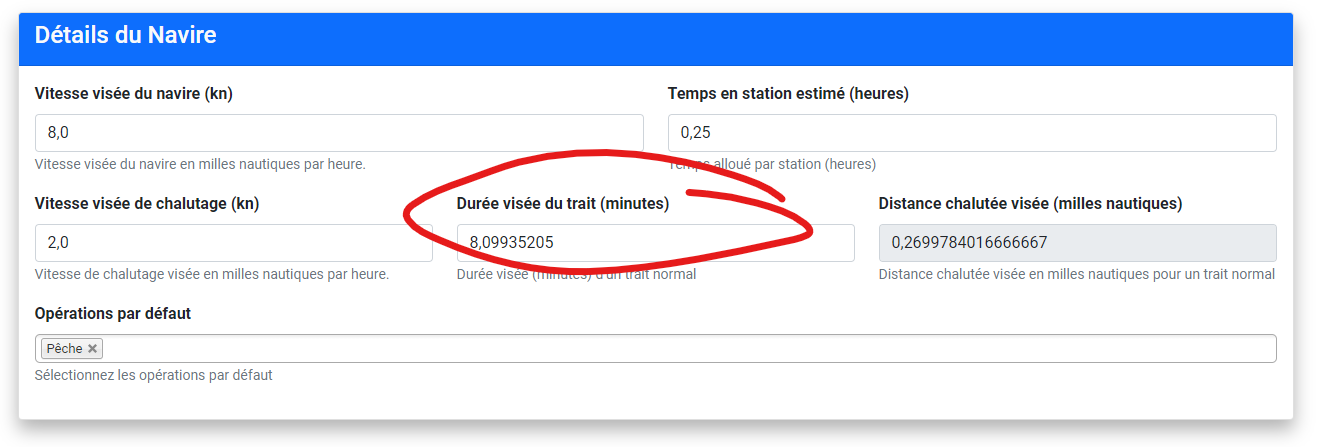 Détails du Navire
Vitesse visée du navire (kn)
Temps en station estimé (heures)
8,0
0,25
Vitesse visée du navire en milles nautiques par heure.
Temps alloué par station (heures)
Vitesse visée de chalutage (kn)
Durée visée du trait (minutes)
Distance chalutée visée (milles nautiques)
2,0
8,09935205
0,2699784016666667
Vitesse de chalutage visée en milles nautiques par heure.
Durée visée (minutes) d'un trait normal
Distance chalutée visée en milles nautiques pour un trait normal
Opérations par défaut
Pêche ×
Sélectionnez les opérations par défaut